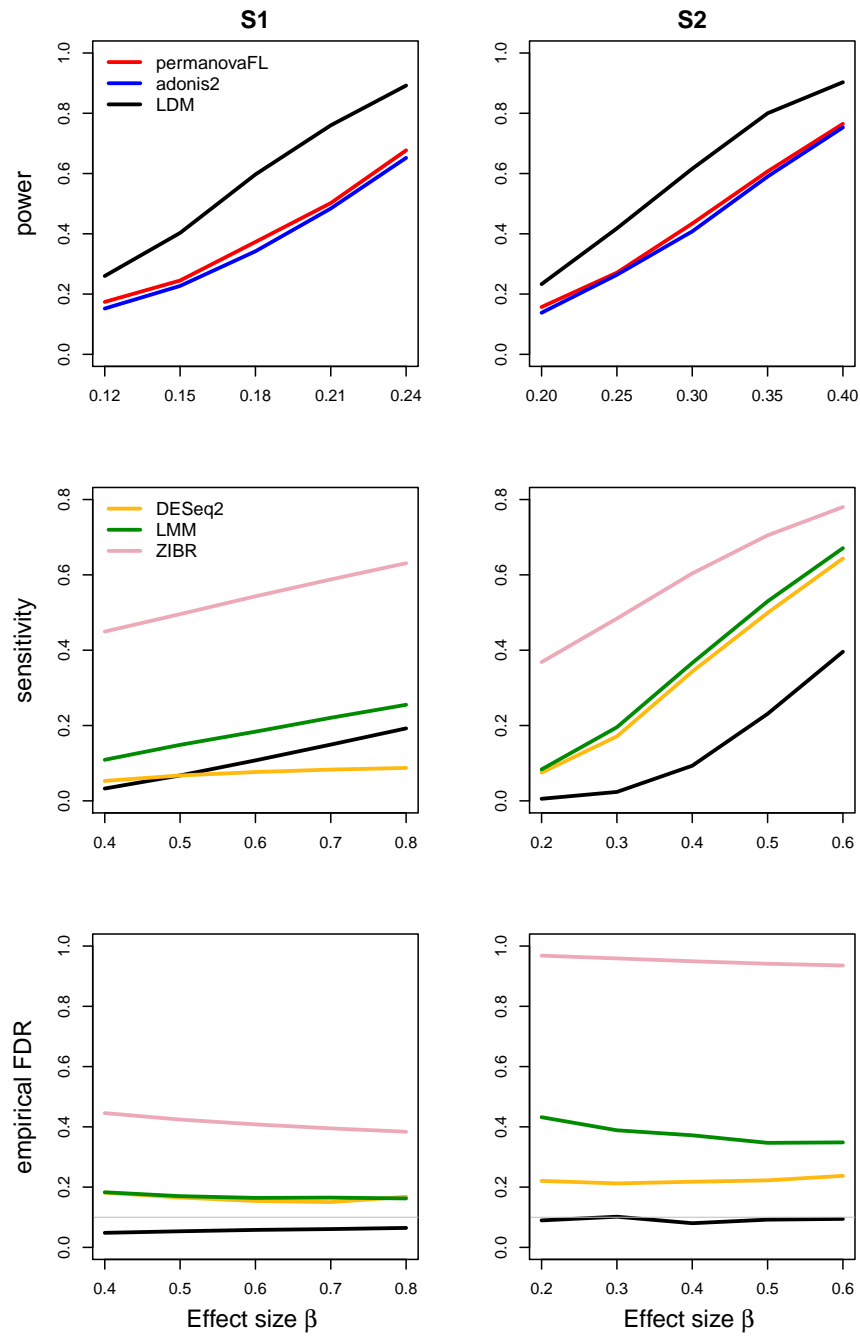 S1
S2
power
0.0 0.2 0.4 0.6 0.8 1.0
permanovaFL
adonis2
LDM
0.12 0.15 0.18 0.21 0.24
0.0 0.2 0.4 0.6 0.8 1.0
0.20 0.25 0.30 0.35 0.40
sensitivity
0.0 0.2 0.4 0.6 0.8
DESeq2
LMM
ZIBR
0.4 0.5 0.6 0.7 0.8
0.0 0.2 0.4 0.6 0.8
0.2 0.3 0.4 0.5 0.6
empirical FDR
0.0 0.2 0.4 0.6 0.8 1.0
0.4 0.5 0.6 0.7 0.8
Effect size β
0.0 0.2 0.4 0.6 0.8 1.0
0.2 0.3 0.4 0.5 0.6
Effect size β